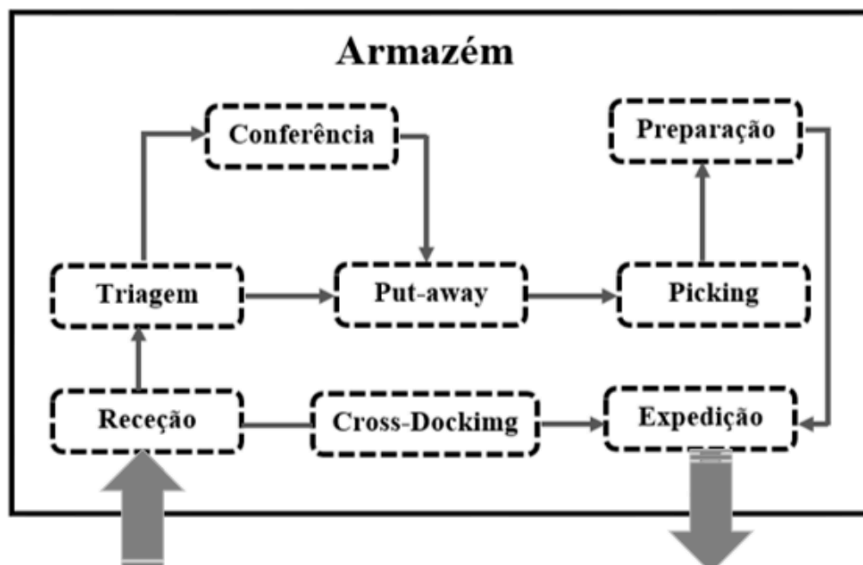 Armazém
Conferência
Preparação
Triagem
Put-away
Picking
Receção
Cross-Dockimg
Expedição